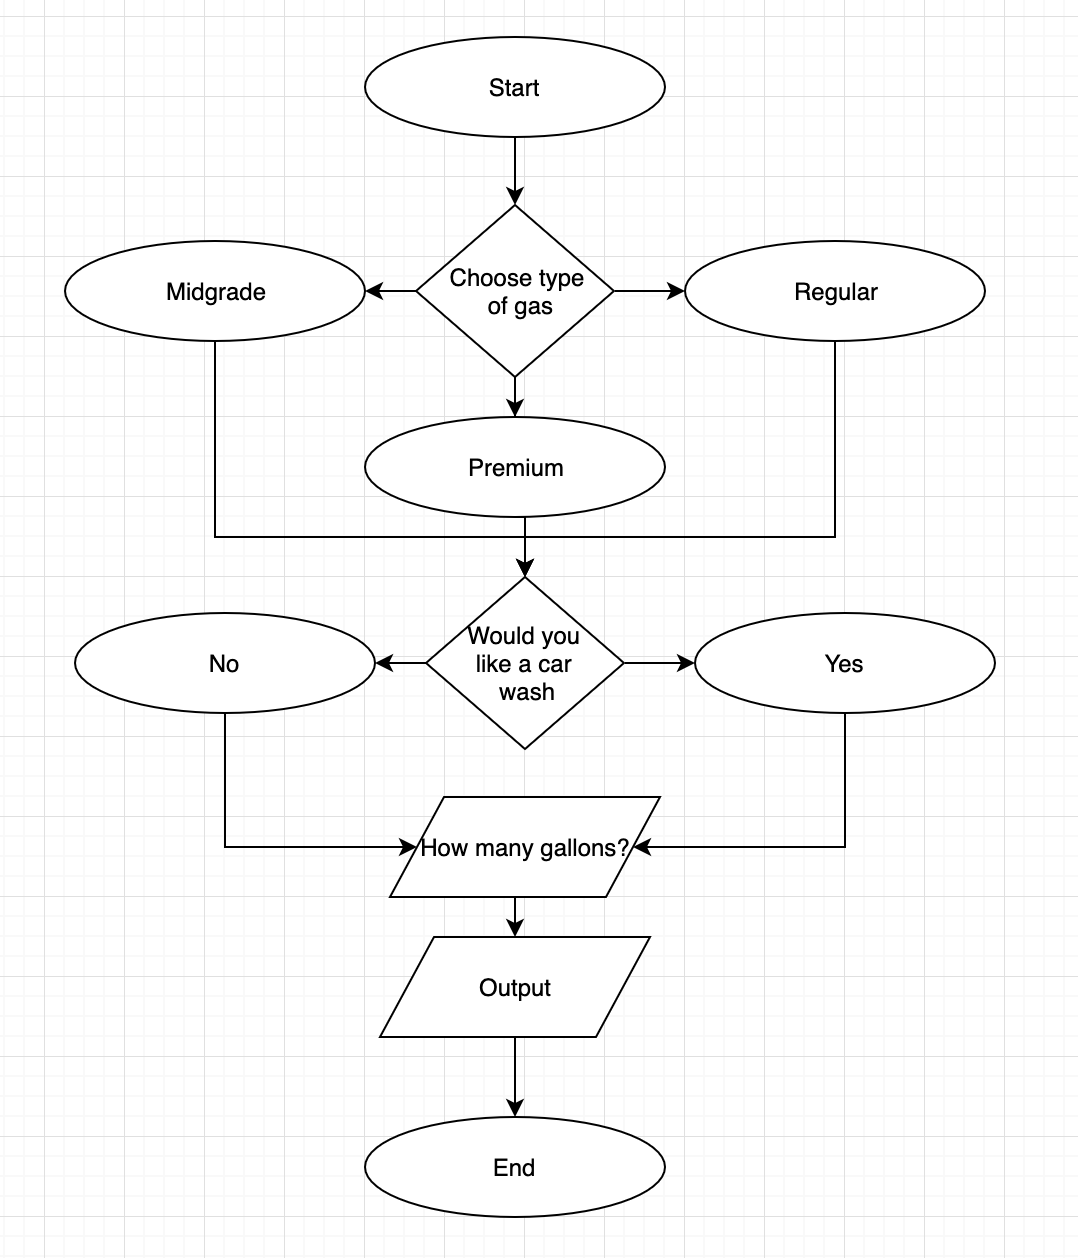 Start
Choose type
of gas
Midgrade
Regular
Premium
Would you
like a car
wash
No
Yes
How many gallons?
Output
End